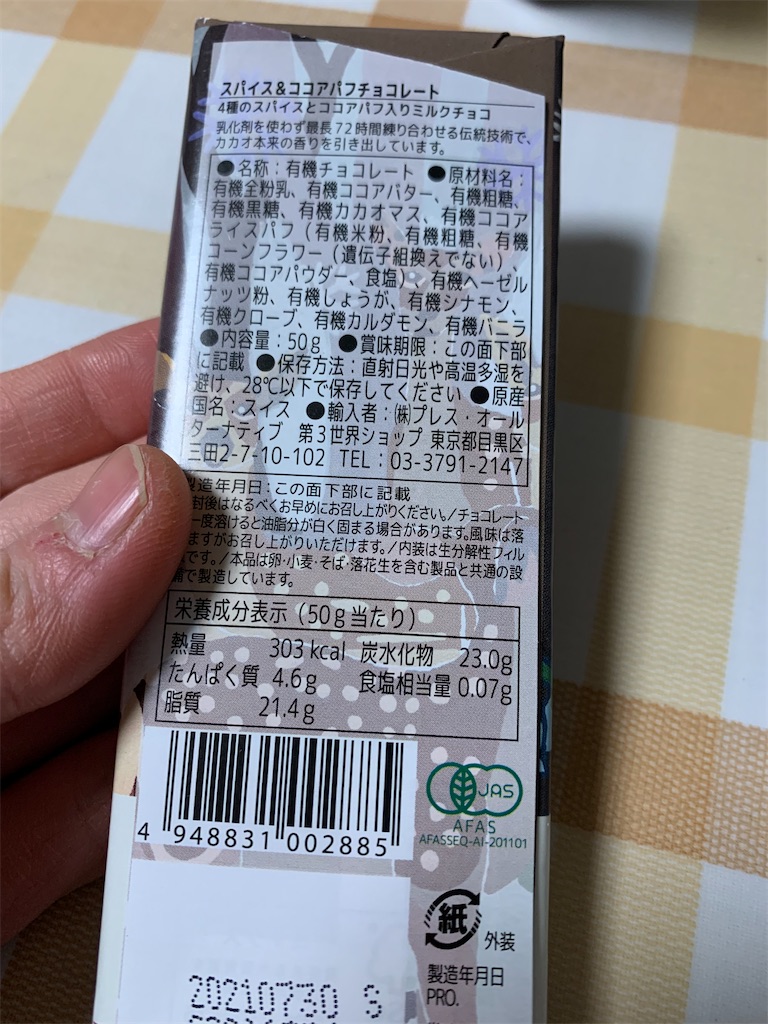 スパイス&ココアパフチョコレート
4種のスパイスとココアパフ入りミルクチョコ
乳化剤を使わず最長72時間練り合わせる伝統技術で、
カカオ本来の香りを引き出しています。
●名称:有機チョコレート ●原材料名:
有機全粉乳、有機ココアバター、有機粗糖、
有機黒糖、有機カカオマス、有機ココア
ライスパフ(有機米粉、有機粗糖、有機
コーンフラワー(遺伝子組換えでない)、
有機ココアパウダー、食塩)、有機ヘーゼル
ナッツ粉、有機しょうが、有機シナモン、
有機クローブ、有機カルダモン、有機バニラ
●内容量:50g ●賞味期限:この面下部
に記載 ●保存方法:直射日光や高温多湿を
避け、28℃以下で保存してください ●原産
国名:スイス ●輸入者:㈱プレス・オール
ターナティブ 第3世界ショップ 東京都目黒区
三田2-7-10-102 TEL:03-3791-2147
製造年月日:この面下部に記載
封後はなるべくお早めにお召し上がりください。/チョコレート
一度溶けると油脂分が白く固まる場合があります。風味は落
ますがお召し上がりいただけます。/内装は生分解性フィル
です。/本品は卵・小麦・そば・落花生を含む製品と共通の設
備で製造しています。
栄養成分表示(50g当たり)
熱量 303kcal 炭水化物 23.0g
たんぱく質 4.6g 食塩相当量 0.07g
脂質 21.4g
4 948831 002885
JAS
AFAS
AFASSEQ-AI-201101
紙
外装
製造年月日
PRO.
20210730 S